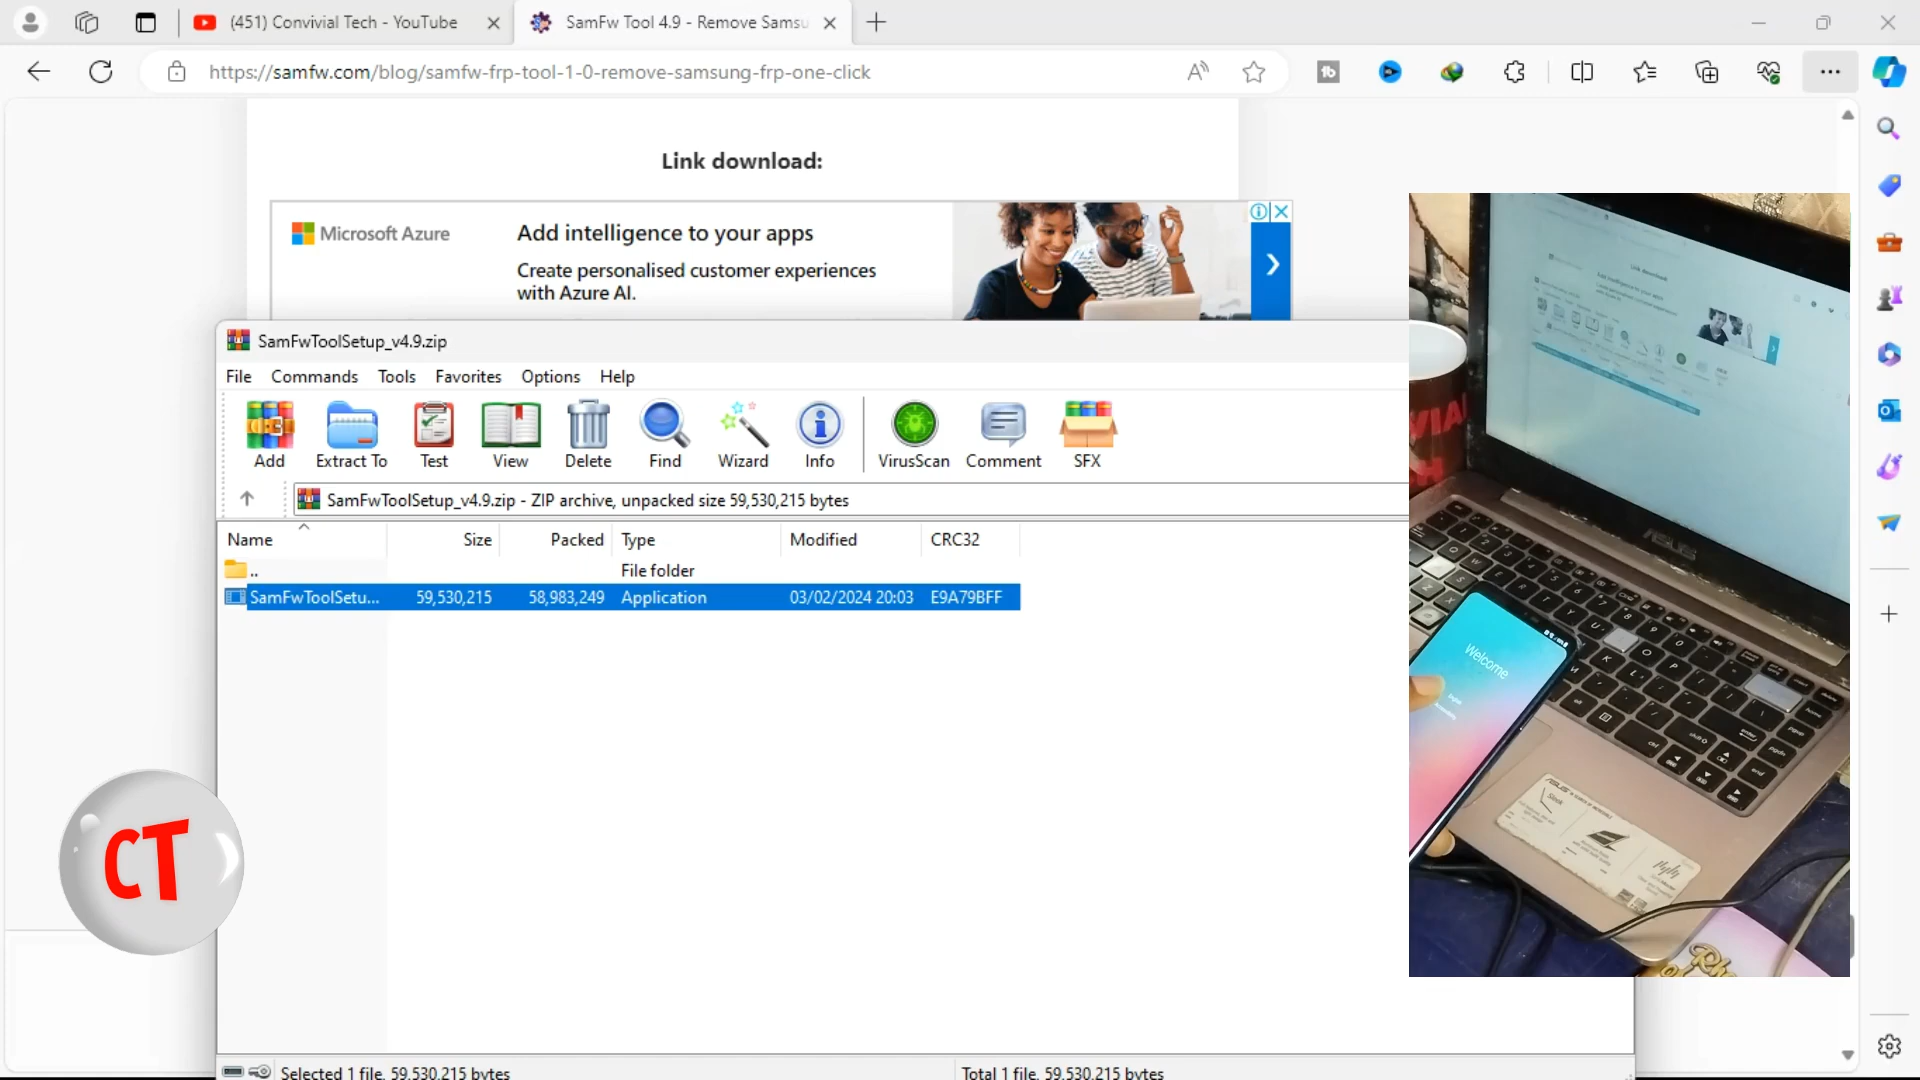 (451) Convivial Tech - YouTube
SamFw Tool 4.9 - Remove Samsu
https://samfw.com/blog/samfw-frp-tool-1-0-remove-samsung-frp-one-click
Link download:
Microsoft Azure
Add intelligence to your apps
Create personalised customer experiences
with Azure AI.
SamFwToolSetup_v4.9.zip
File Commands Tools Favorites Options Help
Add Extract To Test View Delete Find Wizard Info VirusScan Comment SFX
SamFwToolSetup_v4.9.zip - ZIP archive, unpacked size 59,530,215 bytes
Name Size Packed Type Modified CRC32
.. File folder
SamFwToolSetu... 59,530,215 58,983,249 Application 03/02/2024 20:03 E9A79BFF
Selected 1 file, 59,530,215 bytes
Total 1 file, 59,530,215 bytes
CT
Link download:
ASUS
Welcome
English